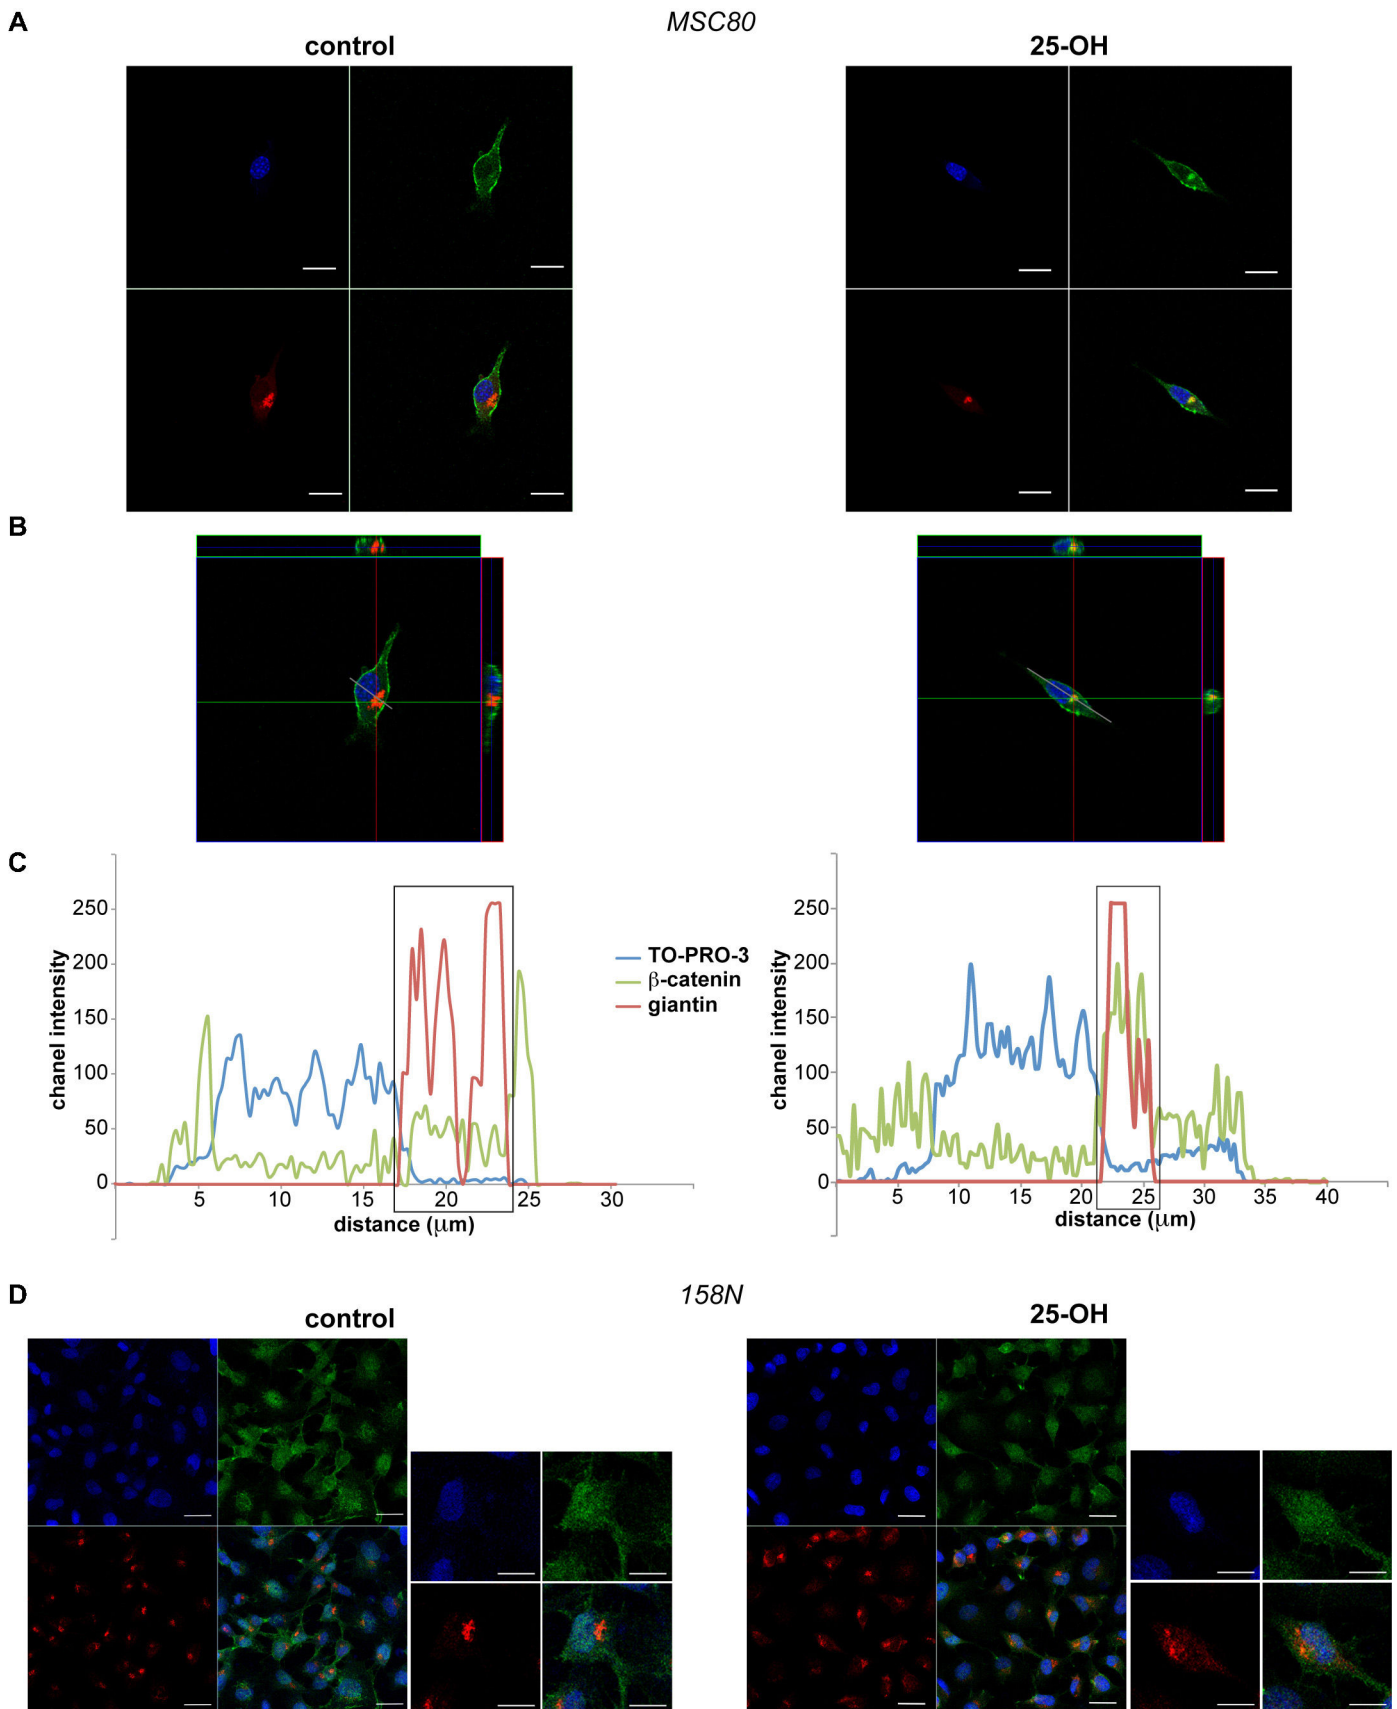 A
MSC80
control
25-OH
B
C
250
200
150
100
50
0
5
10
15
20
25
30
chanel intensity
distance (μm)
TO-PRO-3
β-catenin
giantin
250
200
150
100
50
0
5
10
15
20
25
30
35
40
chanel intensity
distance (μm)
D
158N
control
25-OH